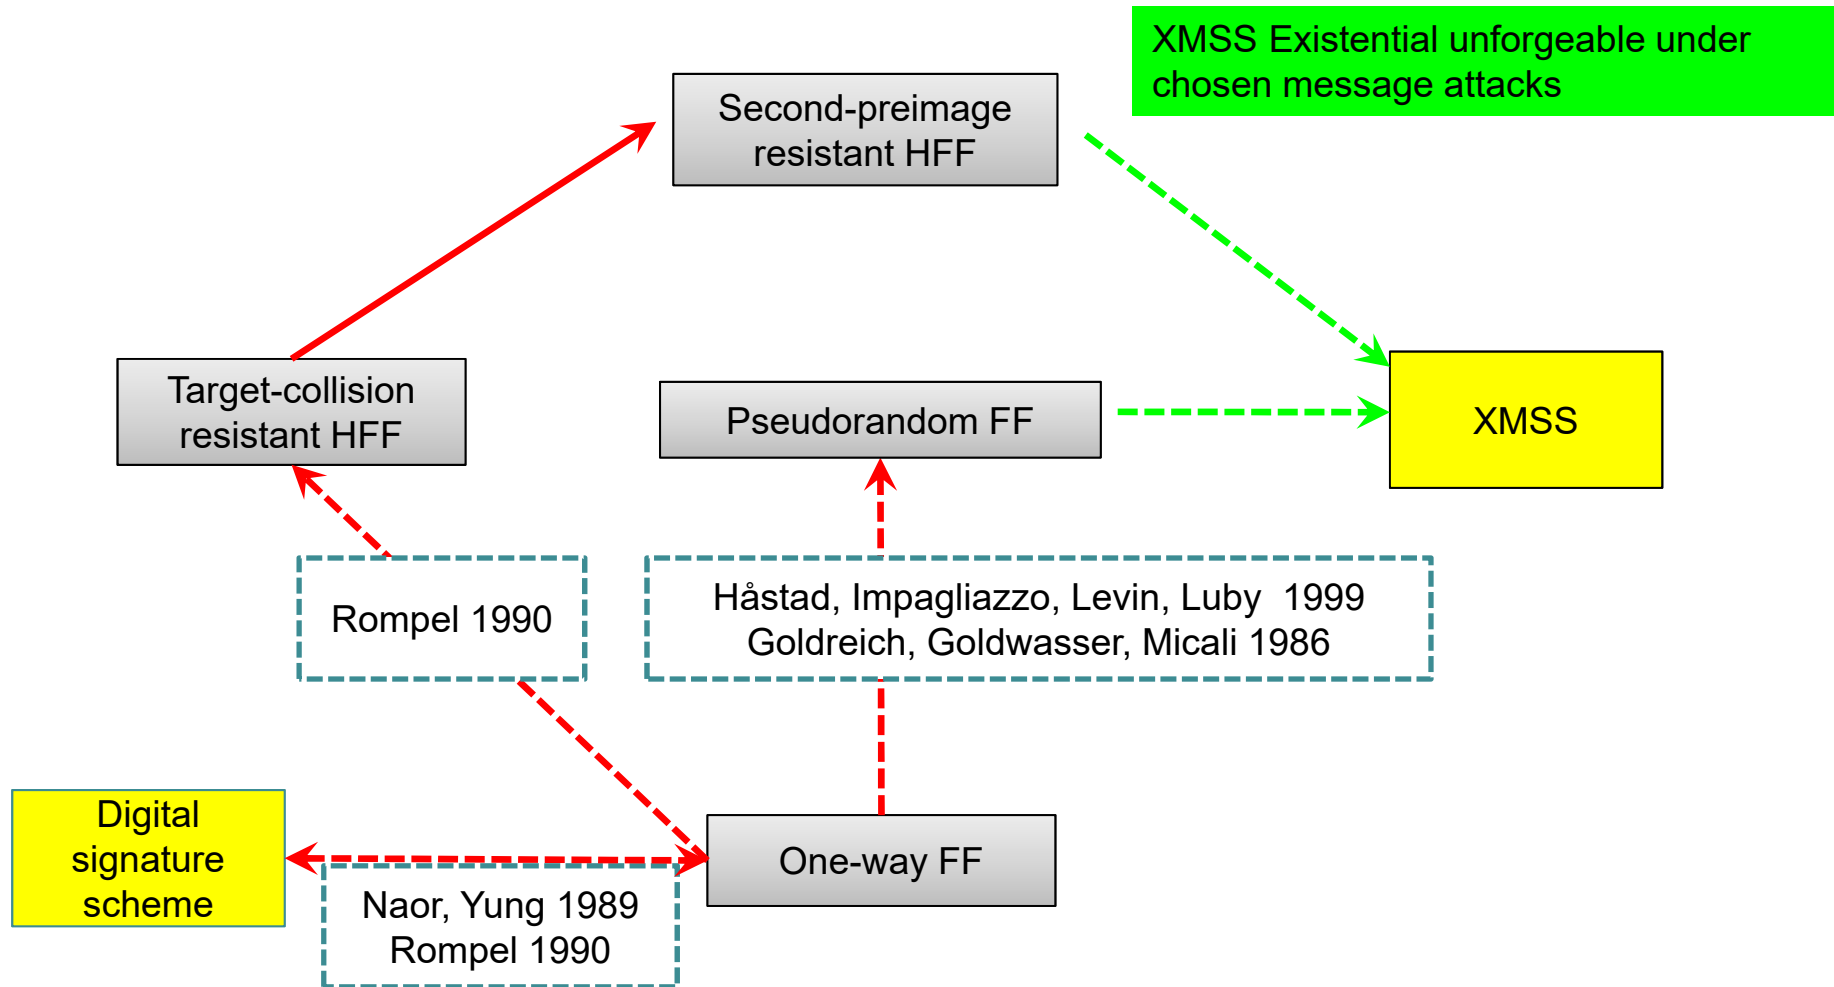 XMSS Existential unforgeable under
chosen message attacks
Second-preimage
resistant HFF
Target-collision
resistant HFF
Pseudorandom FF
XMSS
Rompel 1990
Håstad, Impagliazzo, Levin, Luby  1999
Goldreich, Goldwasser, Micali 1986
Digital
signature
scheme
One-way FF
Naor, Yung 1989
Rompel 1990